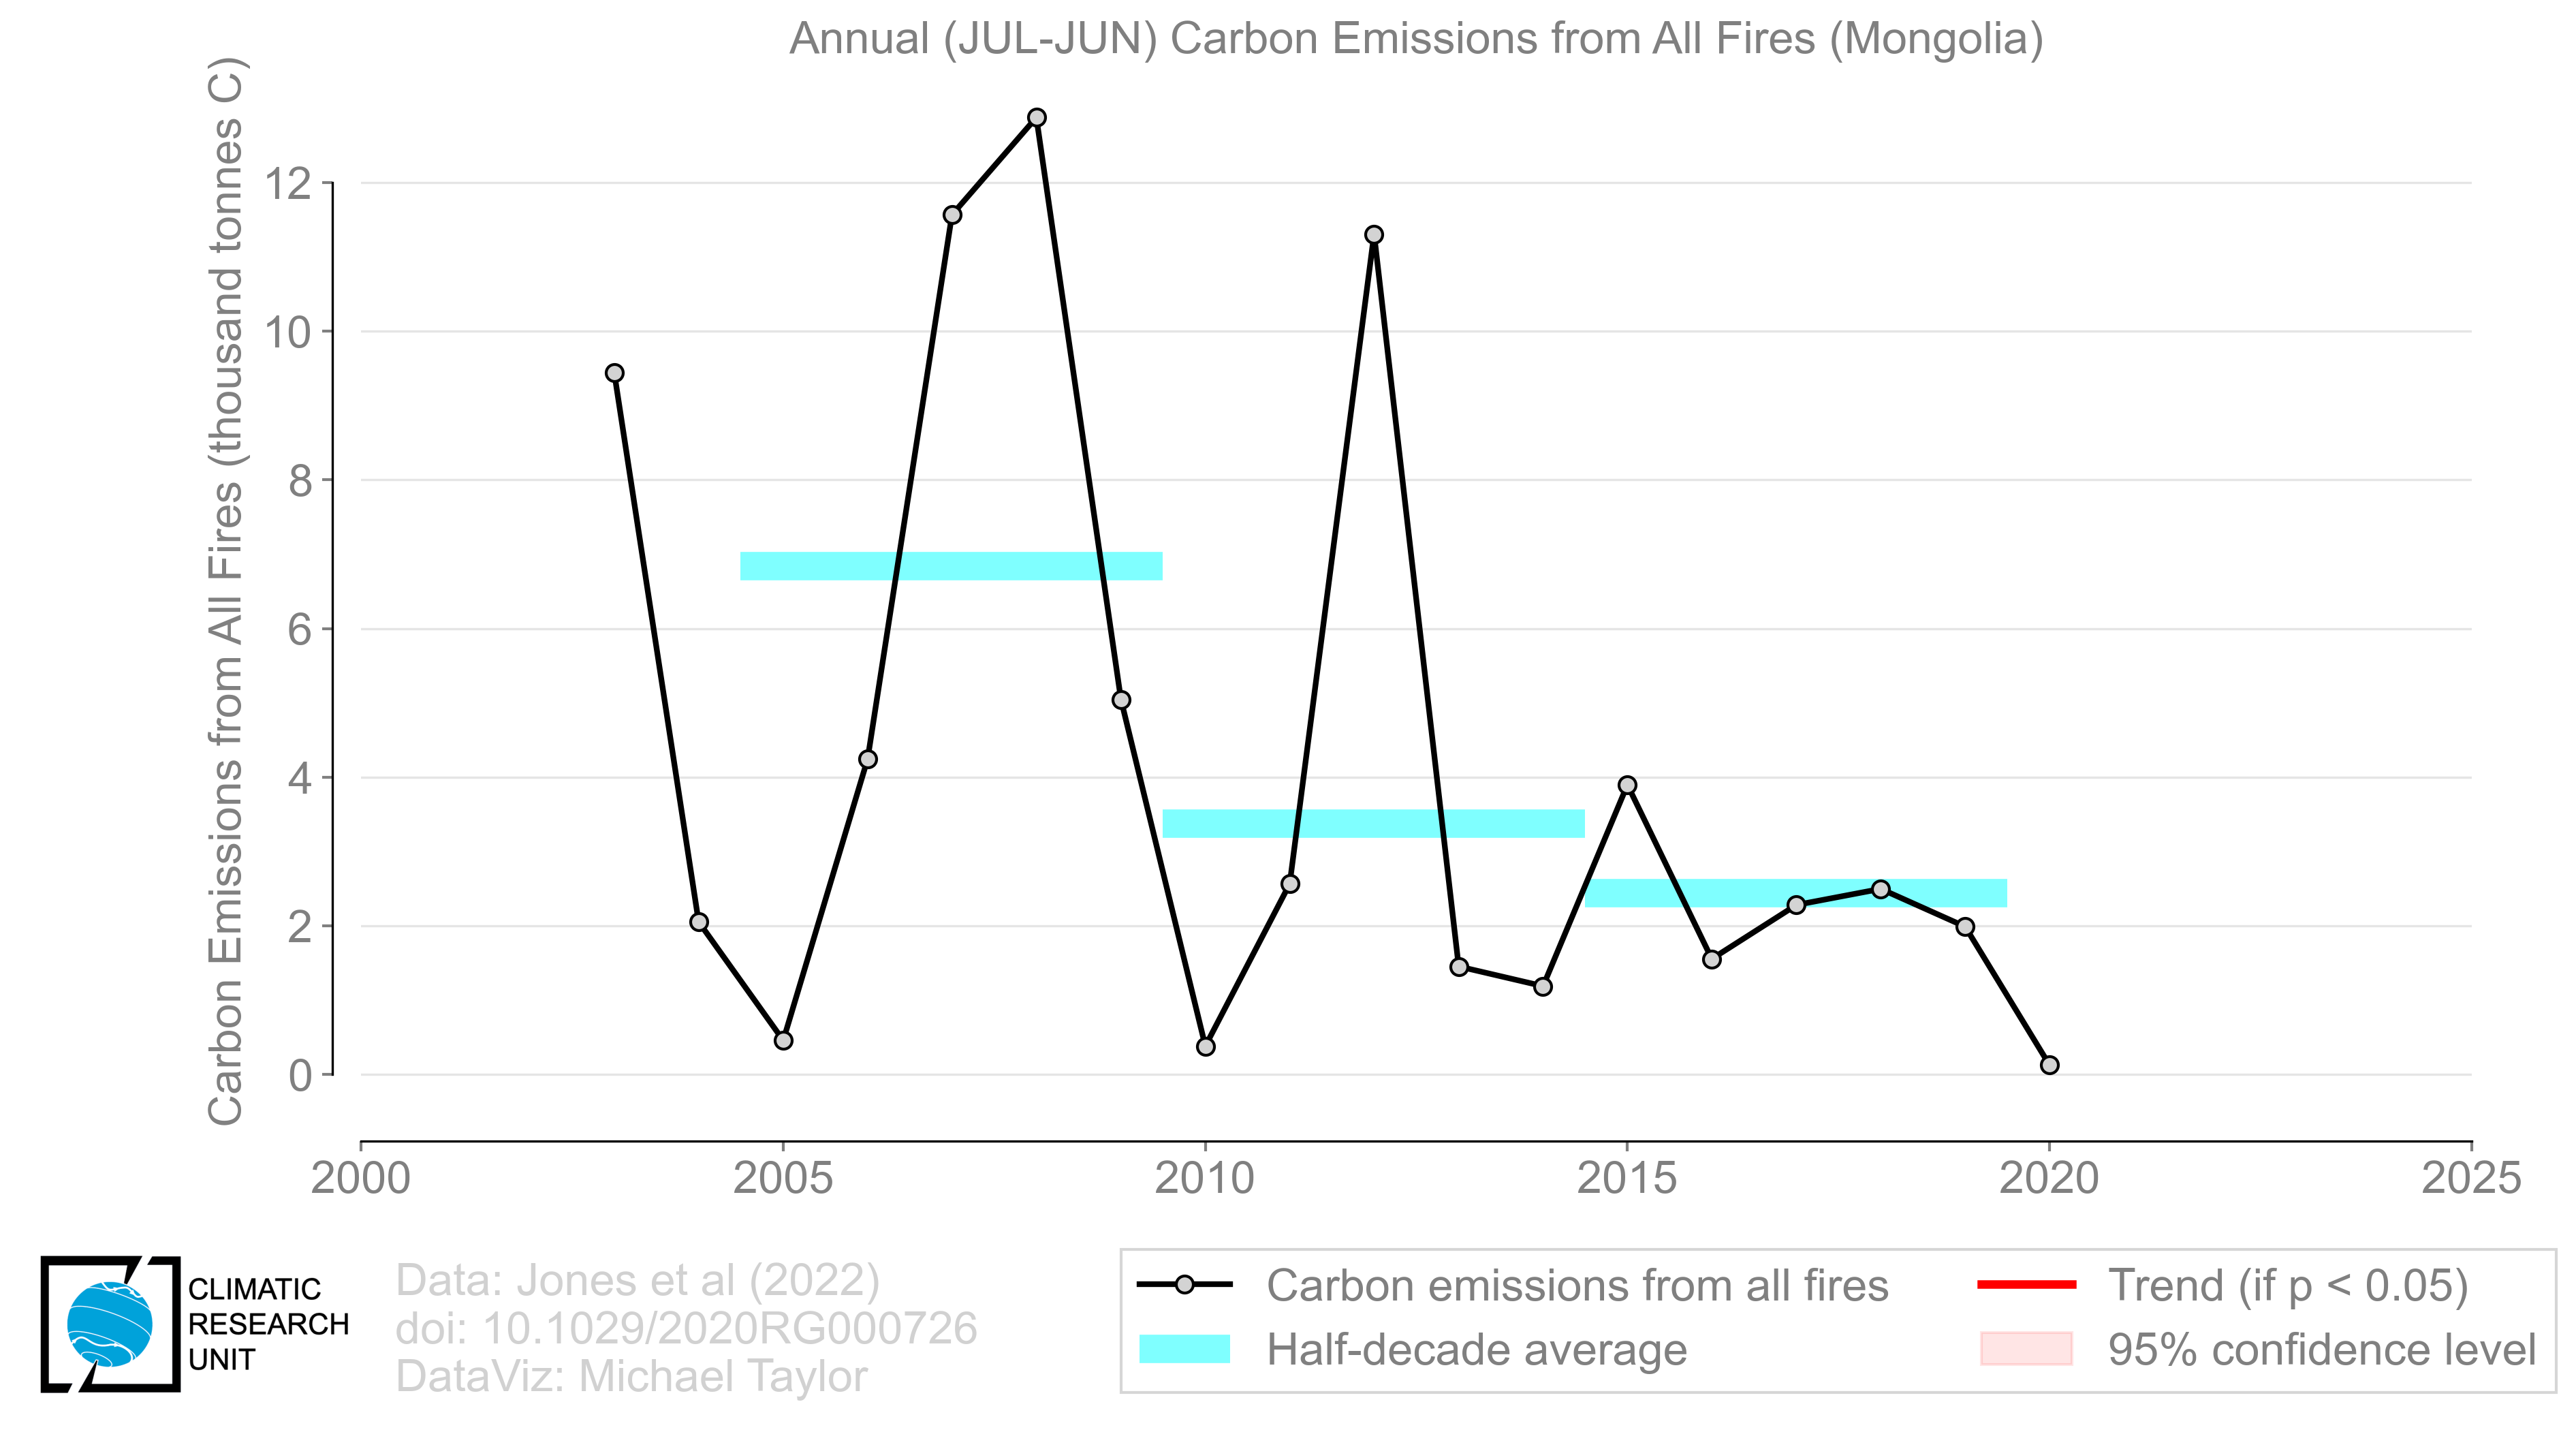 Annual (JUL-JUN) Carbon Emissions from All Fires (Mongolia)
Carbon Emissions from All Fires (thousand tonnes C)
12
10
8
6
4
2
0
2000 2005 2010 2015 2020 2025
CLIMATIC
RESEARCH
UNIT
Data: Jones et al (2022)
doi: 10.1029/2020RG000726
DataViz: Michael Taylor
Carbon emissions from all fires
Half-decade average
Trend (if p < 0.05)
95% confidence level